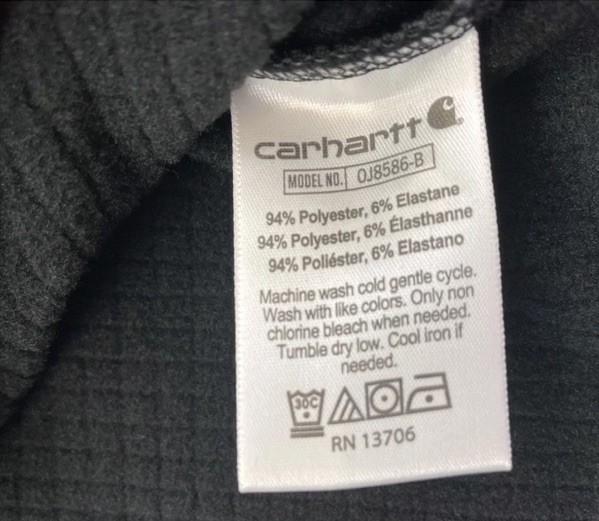 carhartt
MODEL NO. OJ8586-B
94% Polyester, 6% Elastane
94% Polyester, 6% Élasthanne
94% Poliéster, 6% Elastano
Machine wash cold gentle cycle.
Wash with like colors. Only non
chlorine bleach when needed.
Tumble dry low. Cool iron if
needed.
30C
RN 13706